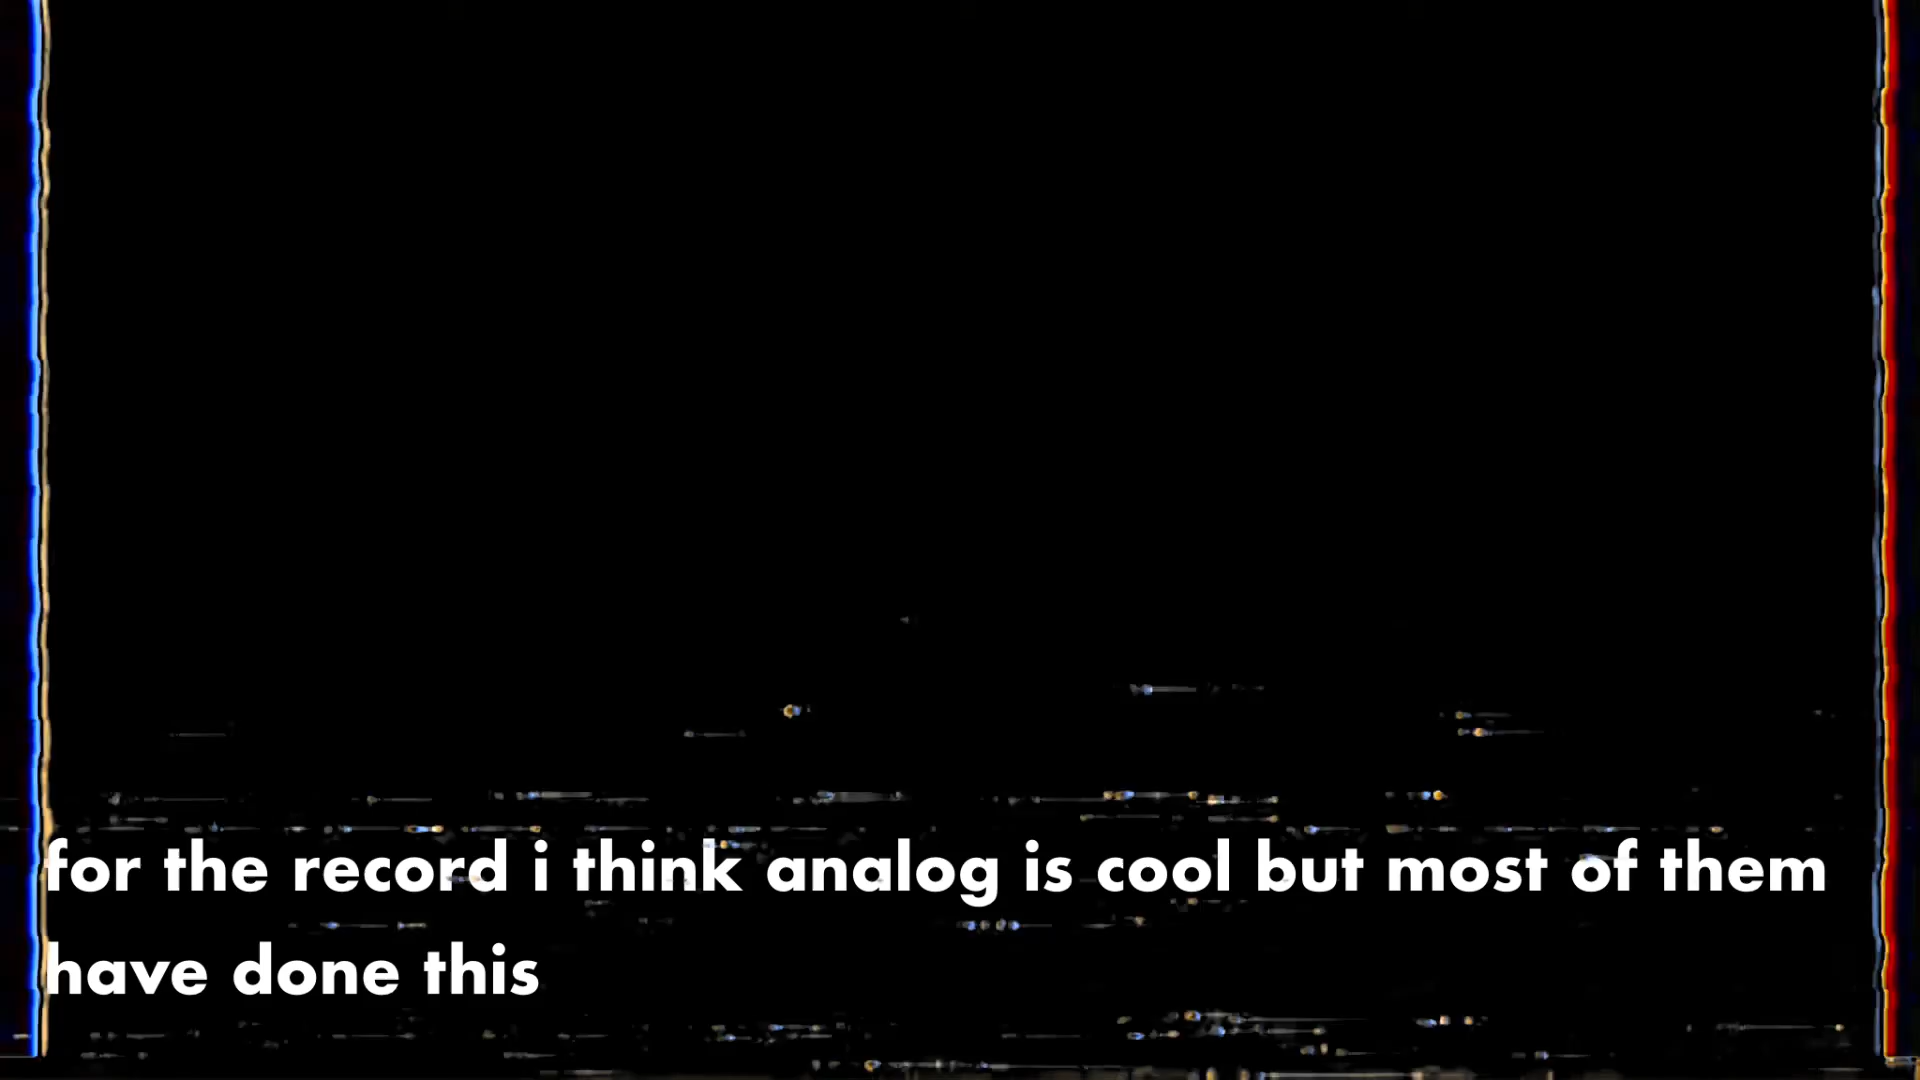 for the record i think analog is cool but most of them
have done this